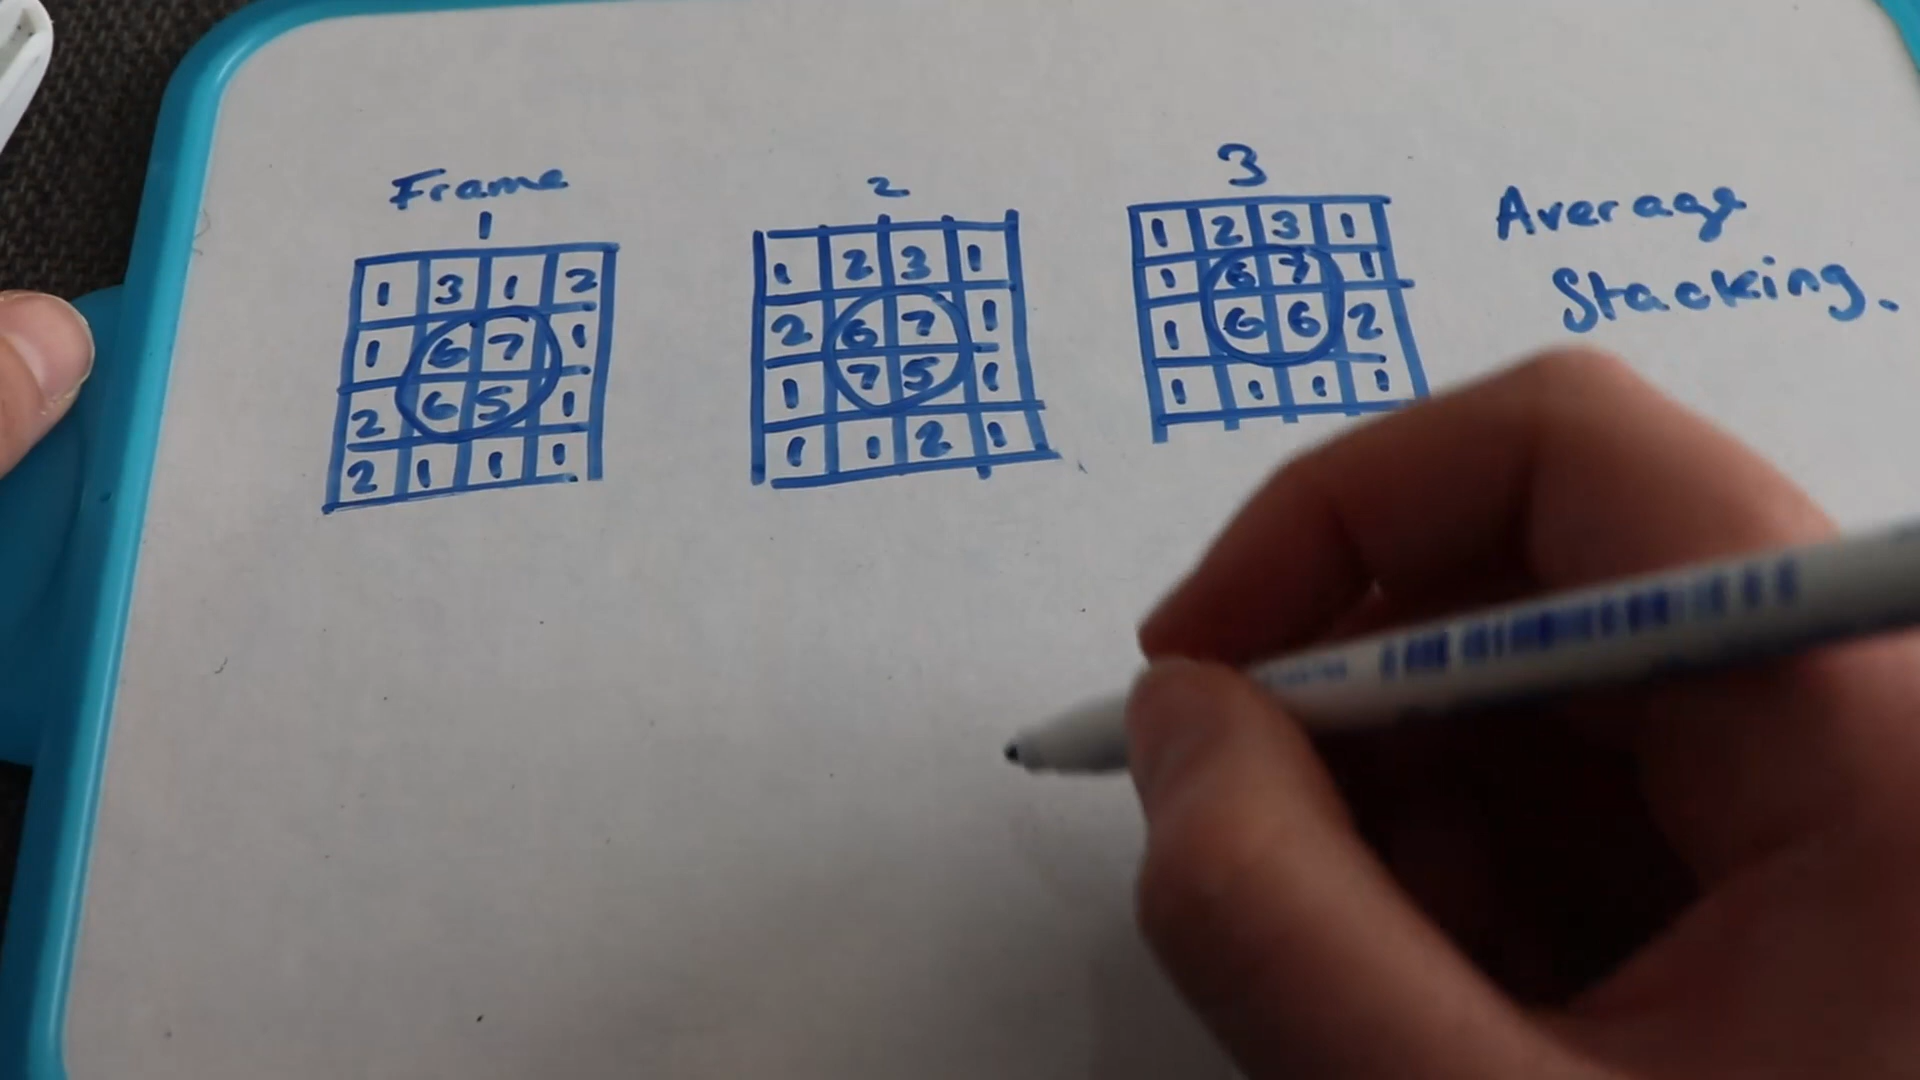 Frame
1
1 3 1 2
1 6 7 1
2 6 5 1
2 1 1 1
2
1 2 3 1
2 6 7 1
1 7 5 1
1 1 2 1
3
1 2 3 1
1 6 7 1
1 6 6 2
1 1 1 1
Average
Stacking.